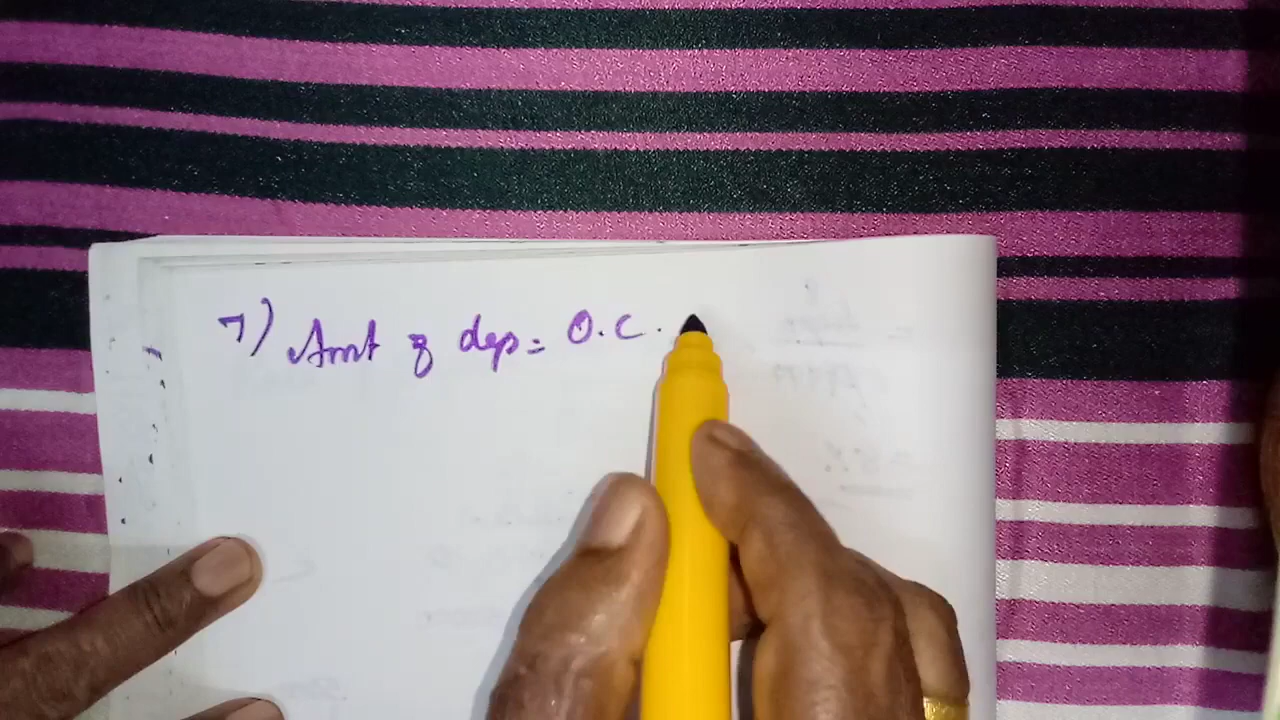 7) Amt of dep = O.C.